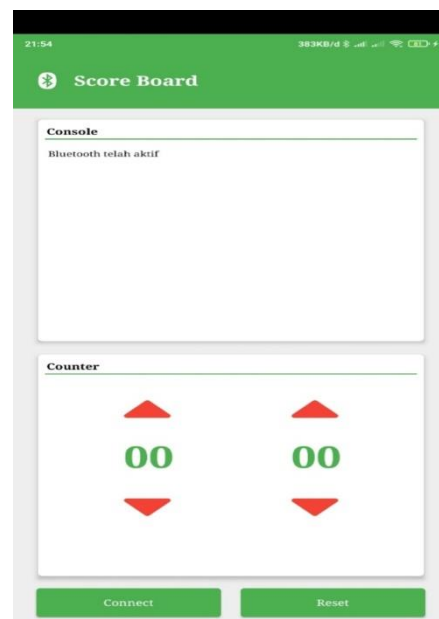 21:54
383KB/d
Score Board
Console
Bluetooth telah aktif
Counter
00 00
Connect Reset